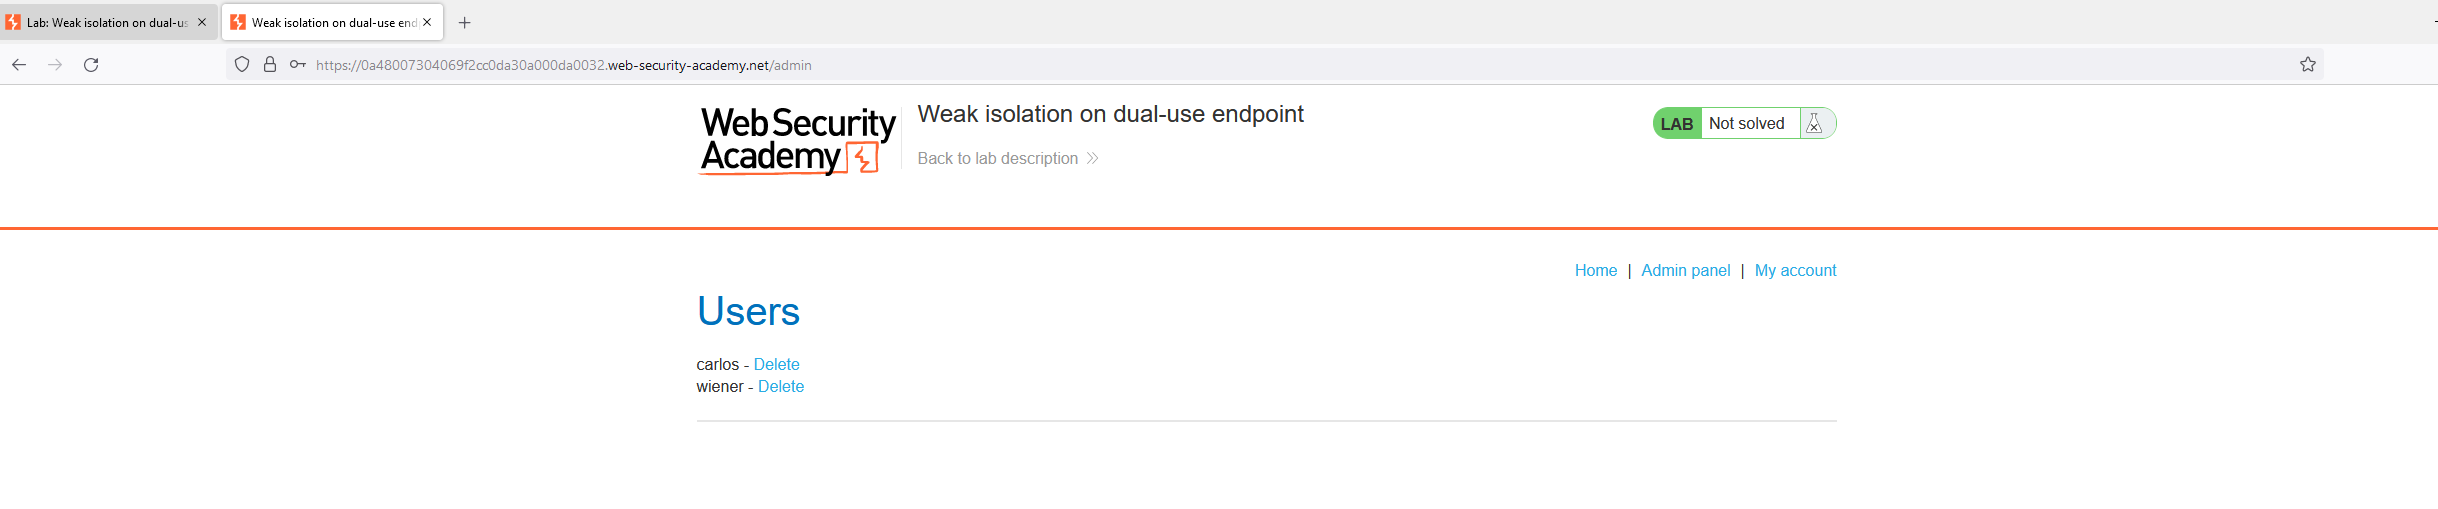 Lab: Weak isolation on dual-us
Weak isolation on dual-use end
https://0a48007304069f2cc0da30a000da0032.web-security-academy.net/admin
Web Security
Academy
Weak isolation on dual-use endpoint
Back to lab description
LAB Not solved
Home | Admin panel | My account
Users
carlos - Delete
wiener - Delete